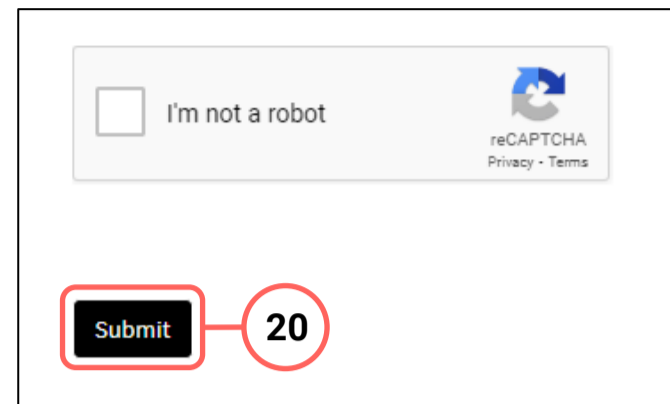 I'm not a robot
reCAPTCHA
Privacy - Terms
Submit
20